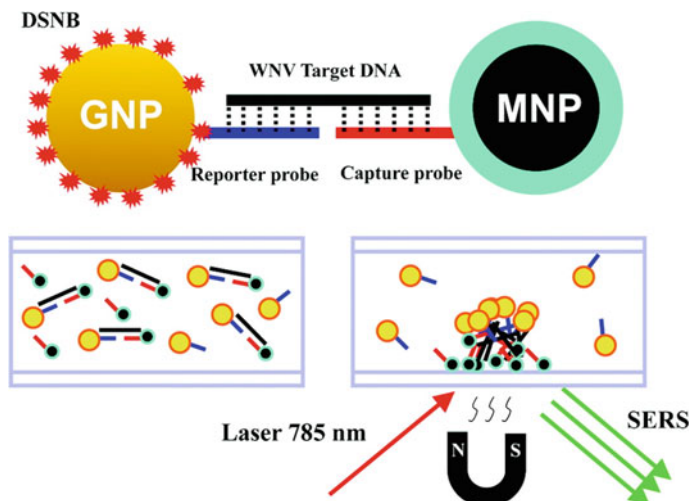 DSNB
WNV Target DNA
GNP
MNP
Reporter probe
Capture probe
Laser 785 nm
N
S
SERS